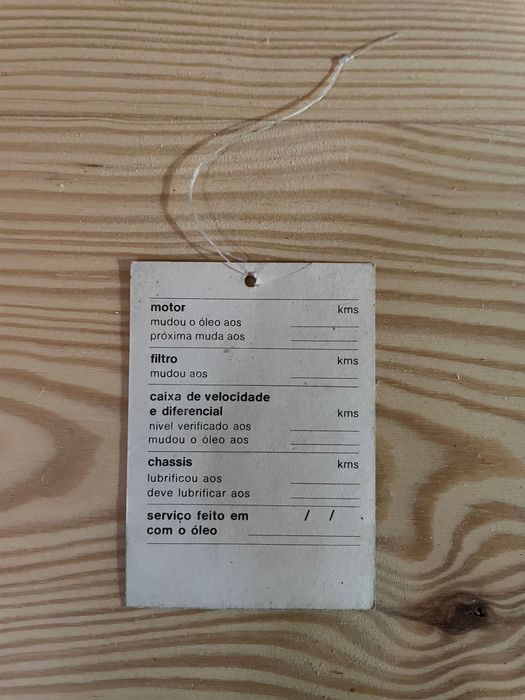 motor kms
mudou o óleo aos
próxima muda aos
filtro kms
mudou aos
caixa de velocidade
e diferencial kms
nível verificado aos
mudou o óleo aos
chassis kms
lubrificou aos
deve lubrificar aos
serviço feito em / /
com o óleo